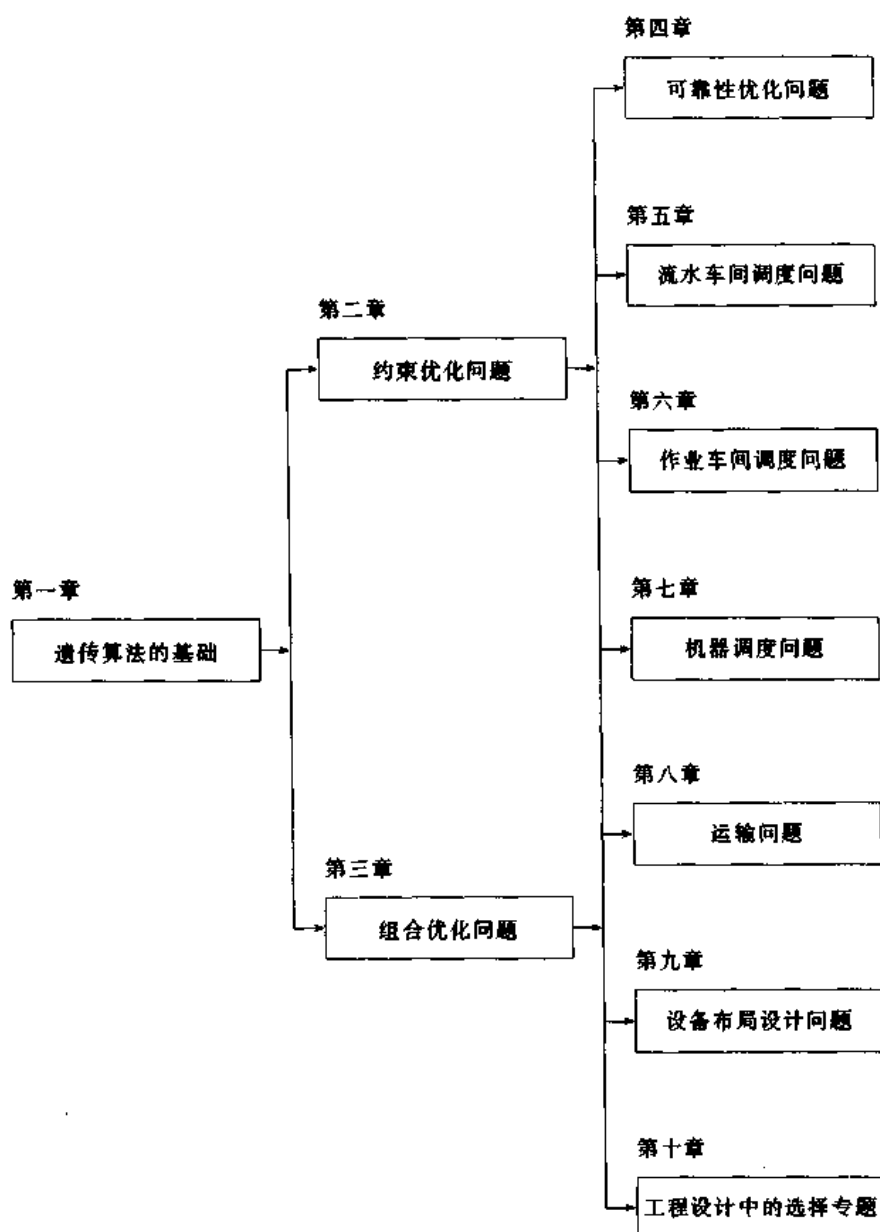 第四章
可靠性优化问题
第五章
流水车间调度问题
第二章
约束优化问题
第六章
作业车间调度问题
第一章
遗传算法的基础
第七章
机器调度问题
第八章
运输问题
第三章
组合优化问题
第九章
设备布局设计问题
第十章
工程设计中的选择专题